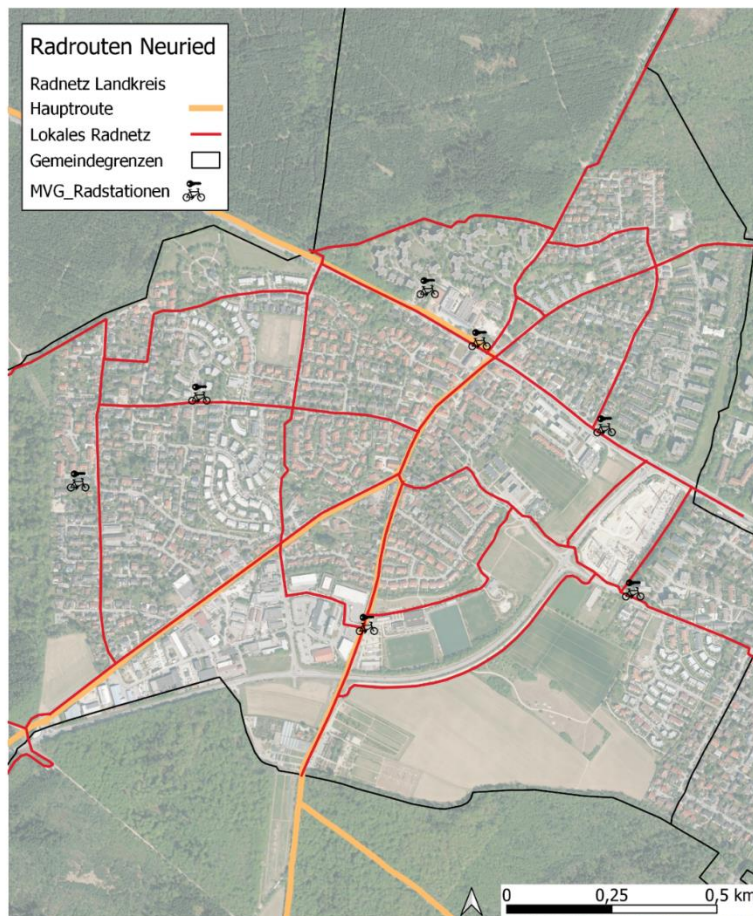 Radrouten Neuried
Radnetz Landkreis
Hauptroute
Lokales Radnetz
Gemeindegrenzen
MVG_Radstationen
0 0,25 0,5 km